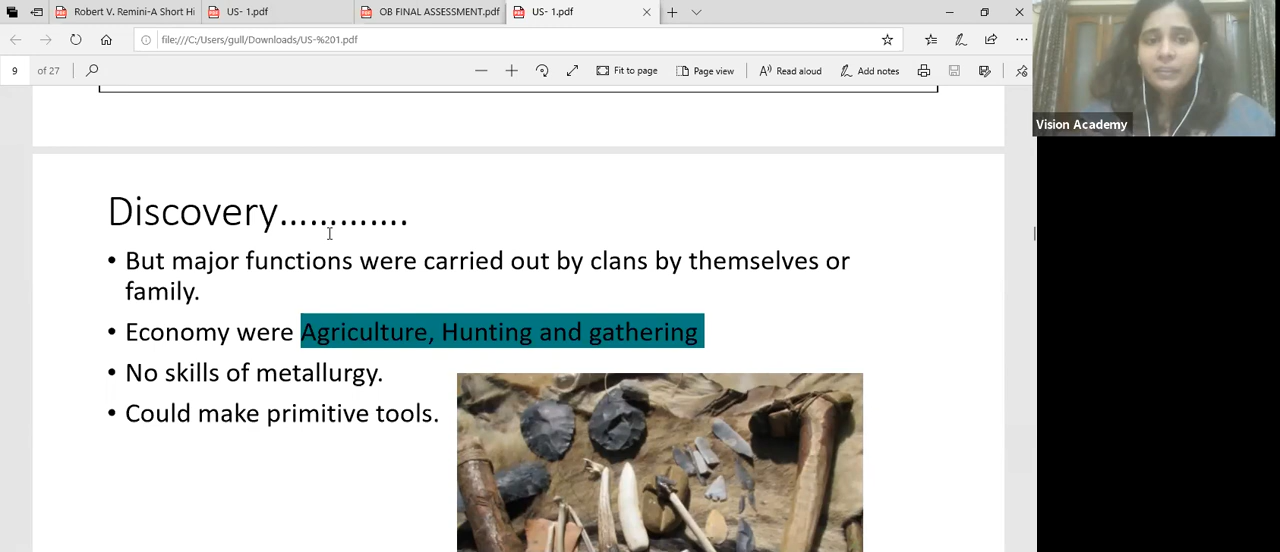 Robert V. Remini-A Short Hi
US- 1.pdf
OB FINAL ASSESSMENT.pdf
US- 1.pdf
file:///C:/Users/gull/Downloads/US-%201.pdf
9 of 27
Fit to page
Page view
Read aloud
Add notes
Vision Academy
Discovery………….
• But major functions were carried out by clans by themselves or
family.
• Economy were Agriculture, Hunting and gathering
• No skills of metallurgy.
• Could make primitive tools.